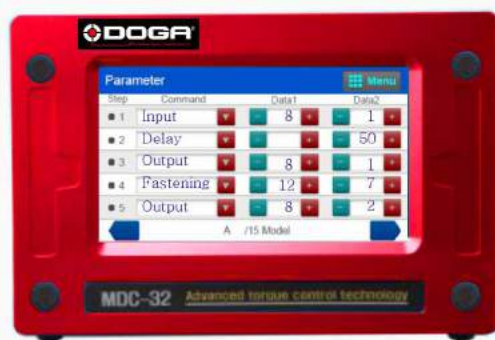 DOGA
Parameter Menu
Step Command Data1 Data2
1 Input 8 1
2 Delay 50
3 Output 8 1
4 Fastening 12 7
5 Output 8 2
A /15 Model
MDC-32 Advanced torque control technology